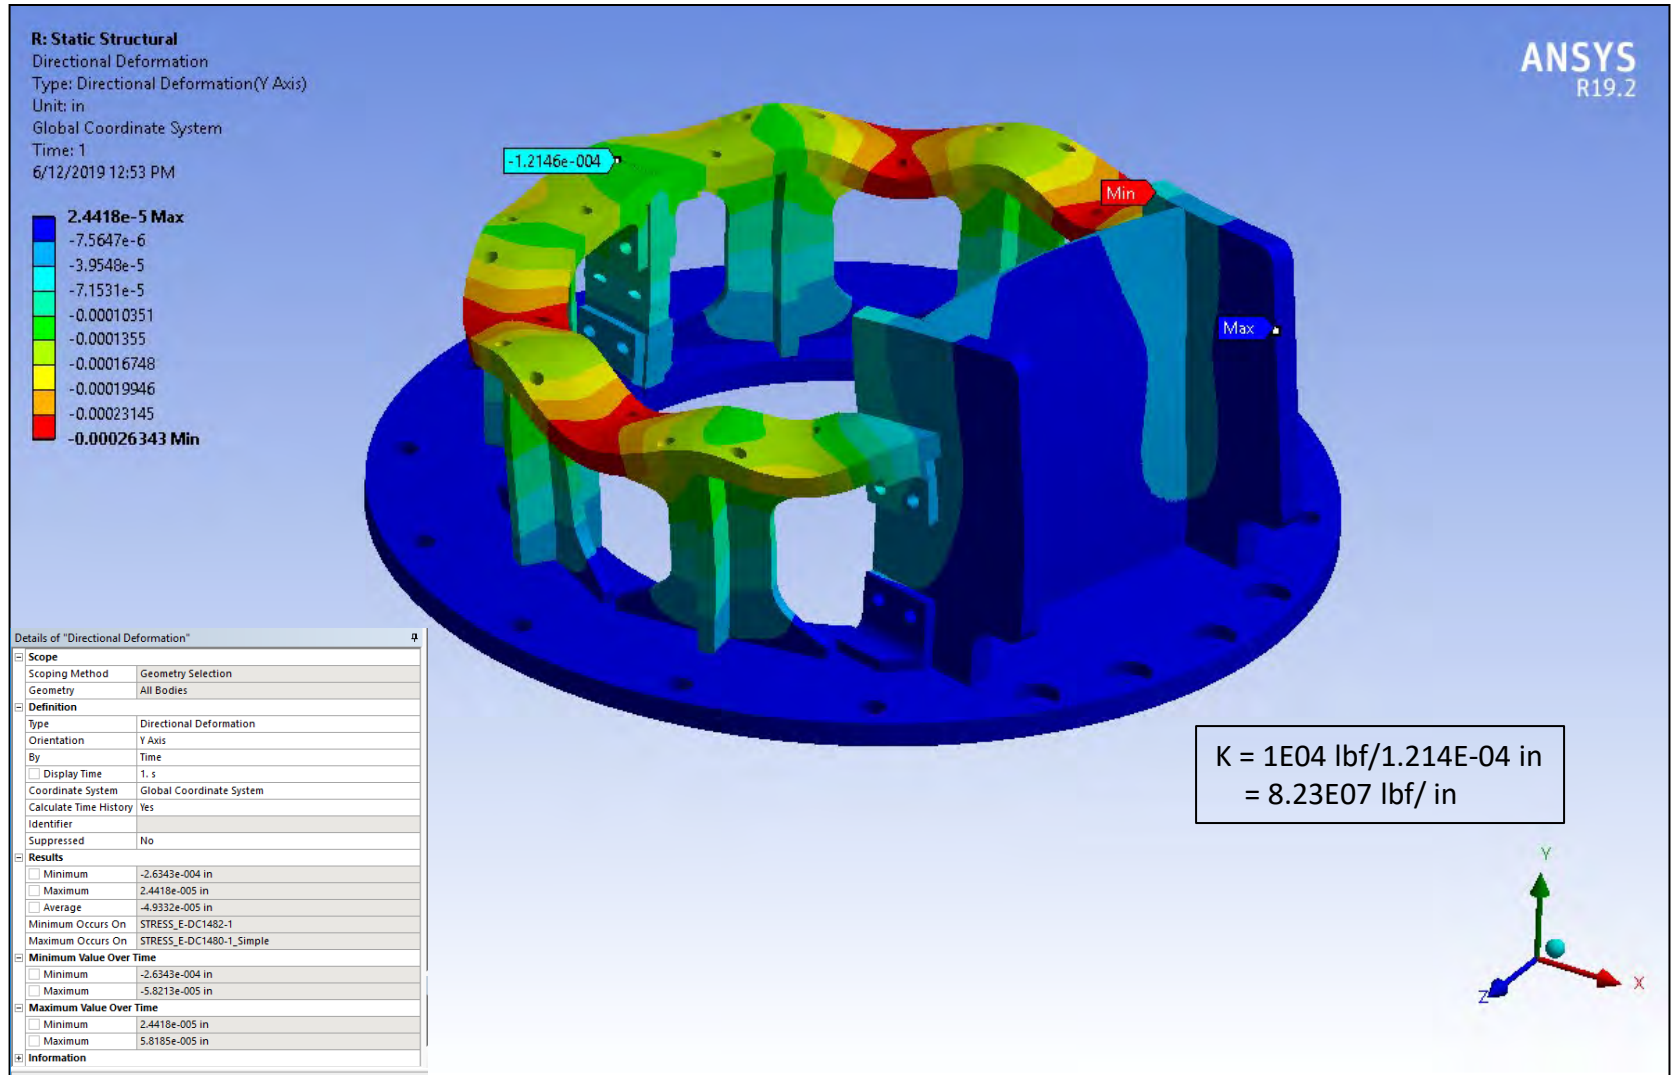 R: Static Structural
Directional Deformation
Type: Directional Deformation(Y Axis)
Unit: in
Global Coordinate System
Time: 1
6/12/2019 12:53 PM
2.4418e-5 Max
-7.5647e-6
-3.9548e-5
-7.1531e-5
-0.00010351
-0.0001355
-0.00016748
-0.00019946
-0.00023145
-0.00026343 Min
ANSYS
R19.2
-1.2146e-004
Min
Max
Details of "Directional Deformation"
Scope
Scoping Method Geometry Selection
Geometry All Bodies
Definition
Type Directional Deformation
Orientation Y Axis
By Time
Display Time 1. s
Coordinate System Global Coordinate System
Calculate Time History Yes
Identifier
Suppressed No
Results
Minimum -2.6343e-004 in
Maximum 2.4418e-005 in
Average -4.9332e-005 in
Minimum Occurs On STRESS_E-DC1482-1
Maximum Occurs On STRESS_E-DC1480-1_Simple
Minimum Value Over Time
Minimum -2.6343e-004 in
Maximum -5.8213e-005 in
Maximum Value Over Time
Minimum 2.4418e-005 in
Maximum 5.8185e-005 in
Information
K = 1E04 lbf/1.214E-04 in
= 8.23E07 lbf/ in
Y
X
Z